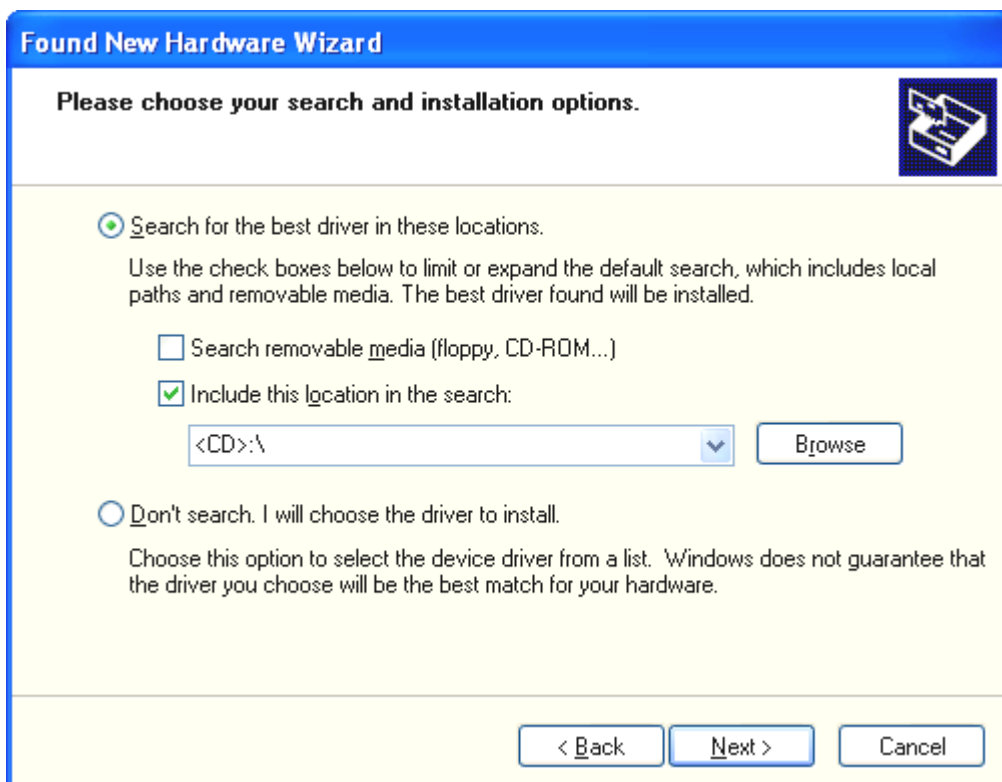 Found New Hardware Wizard
Please choose your search and installation options.
Search for the best driver in these locations.
Use the check boxes below to limit or expand the default search, which includes local
paths and removable media. The best driver found will be installed.
Search removable media (floppy, CD-ROM...)
Include this location in the search:
<CD>:\
Browse
Don't search. I will choose the driver to install.
Choose this option to select the device driver from a list.  Windows does not guarantee that
the driver you choose will be the best match for your hardware.
< Back
Next >
Cancel